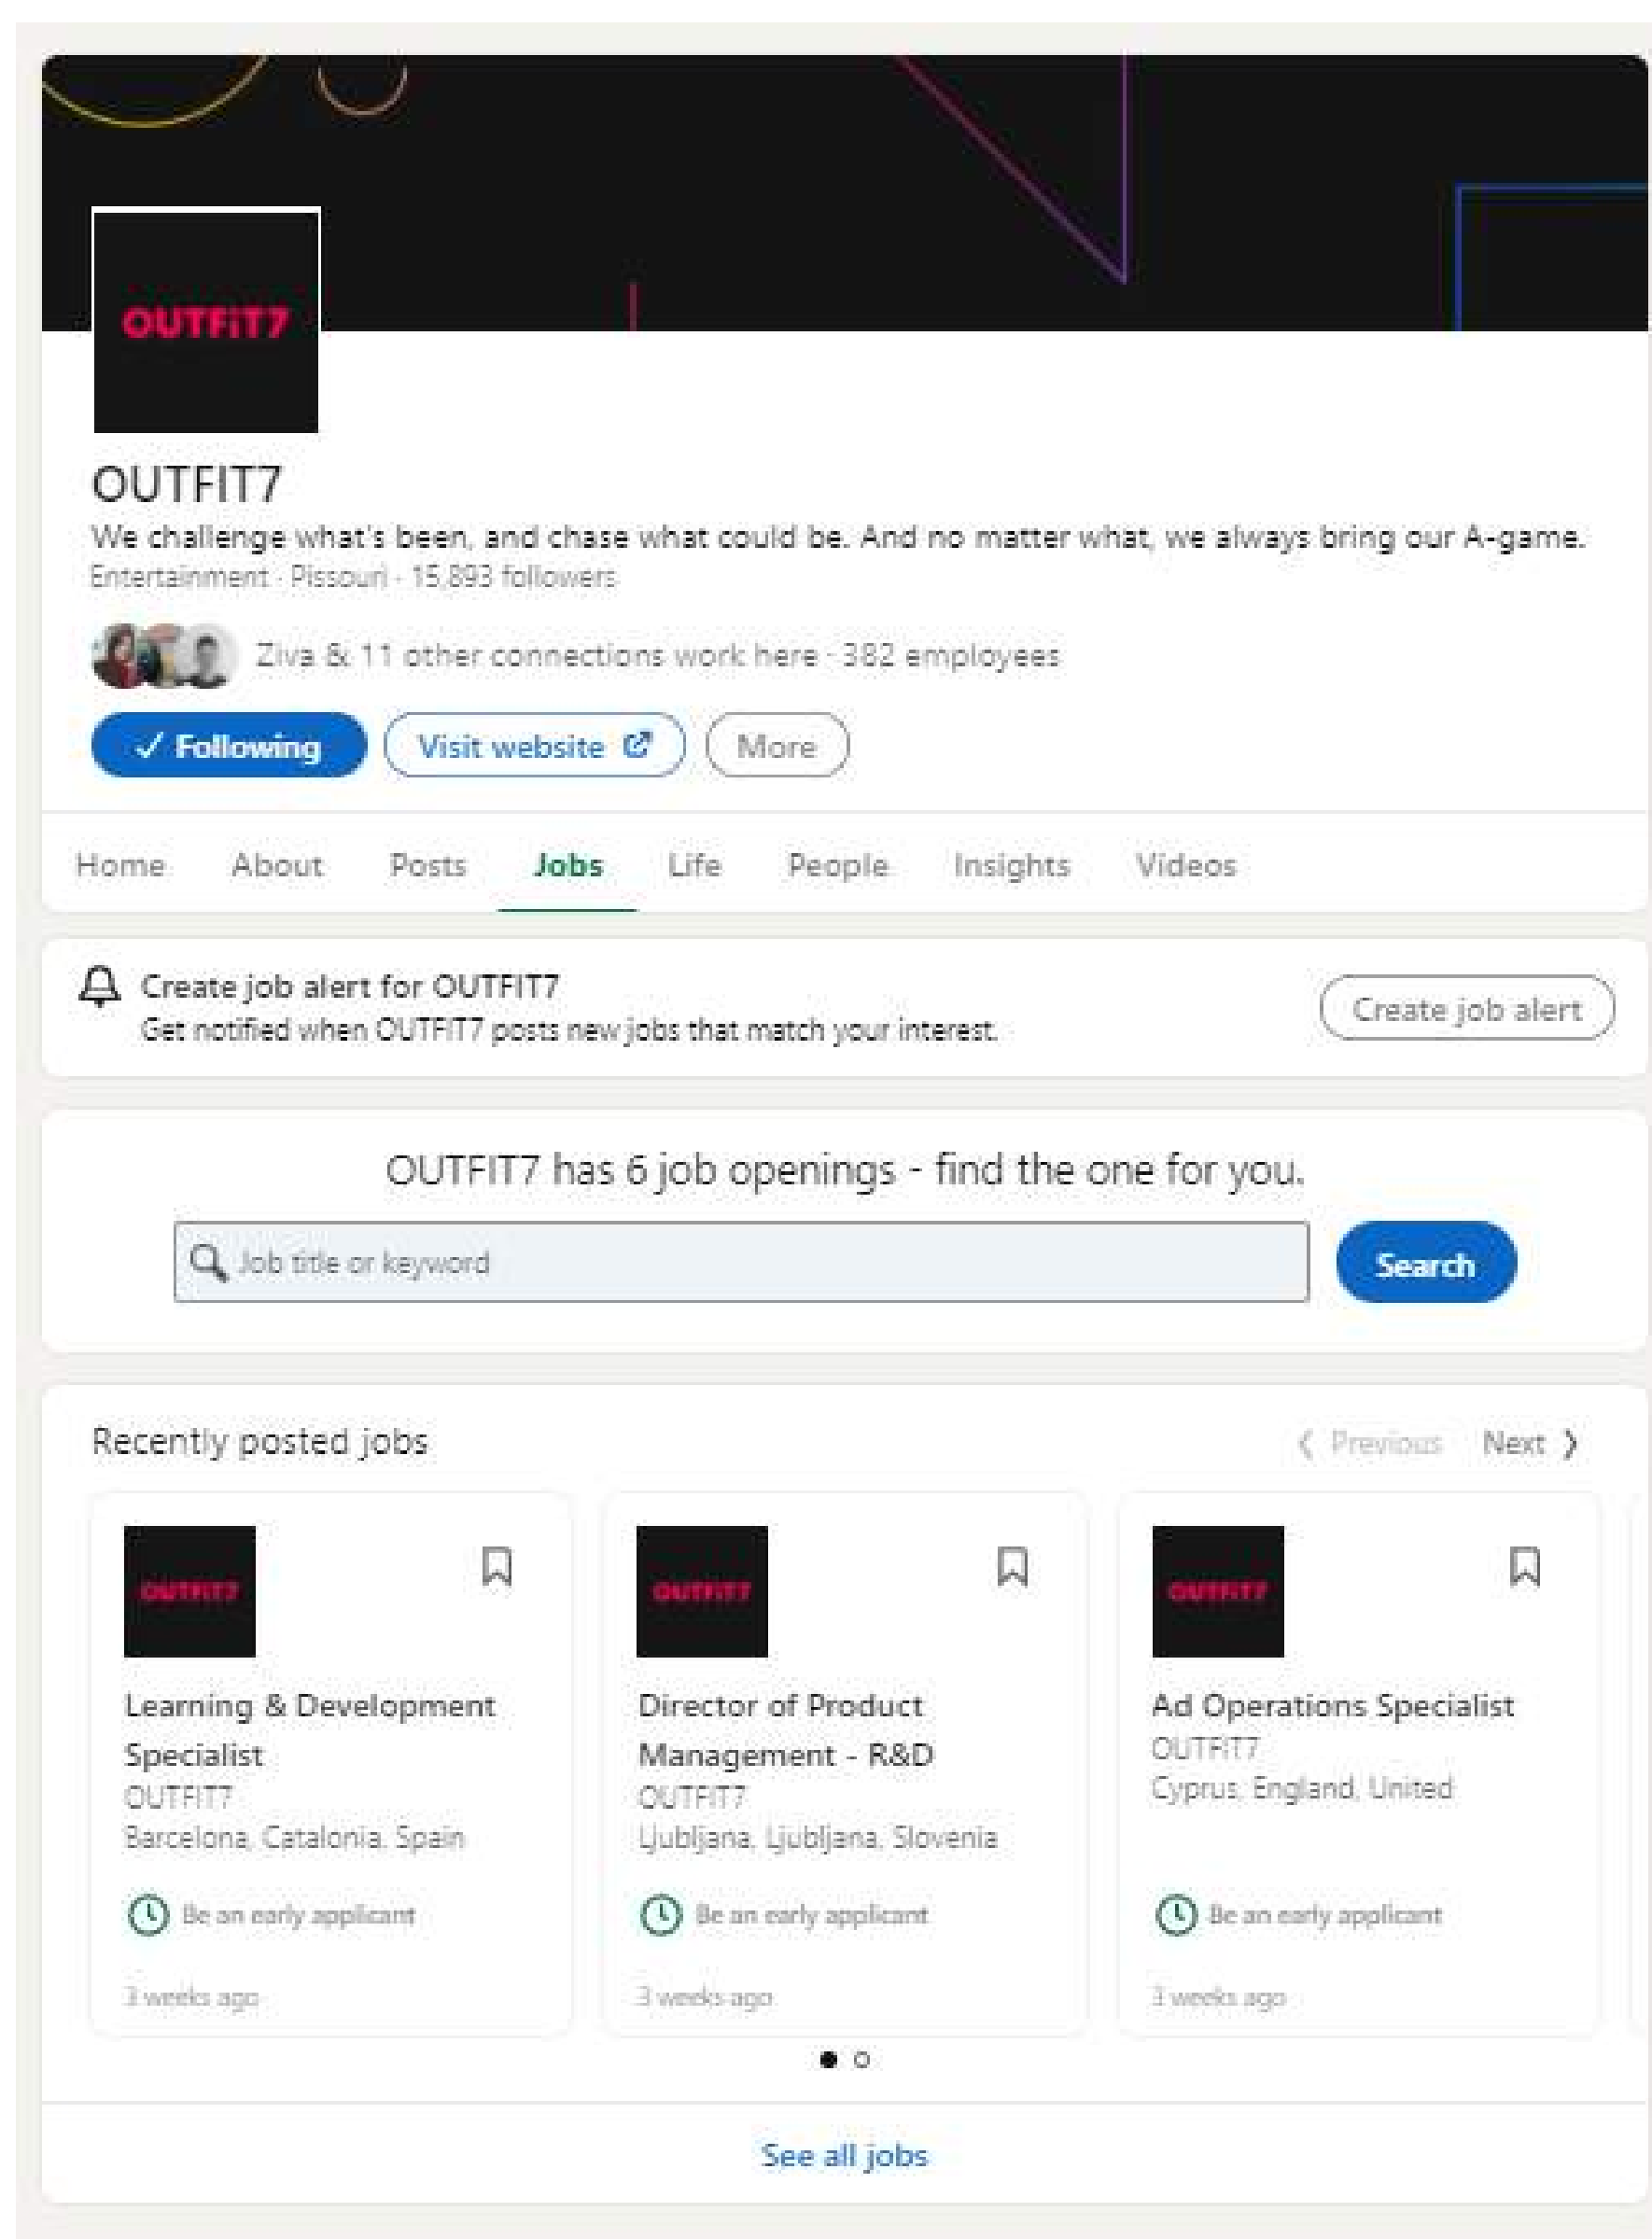 OUTFiT7
OUTFIT7
We challenge what's been, and chase what could be. And no matter what, we always bring our A-game.
Entertainment · Pissouri · 15,893 followers
Ziva & 11 other connections work here · 382 employees
✓ Following Visit website More
Home About Posts Jobs Life People Insights Videos
Create job alert for OUTFIT7
Get notified when OUTFIT7 posts new jobs that match your interest.
Create job alert
OUTFIT7 has 6 job openings - find the one for you.
Job title or keyword Search
Recently posted jobs Previous Next
OUTFiT7
Learning & Development
Specialist
OUTFIT7
Barcelona, Catalonia, Spain
Be an early applicant
3 weeks ago
OUTFiT7
Director of Product
Management - R&D
OUTFIT7
Ljubljana, Ljubljana, Slovenia
Be an early applicant
3 weeks ago
OUTFiT7
Ad Operations Specialist
OUTFIT7
Cyprus, England, United
Be an early applicant
3 weeks ago
See all jobs